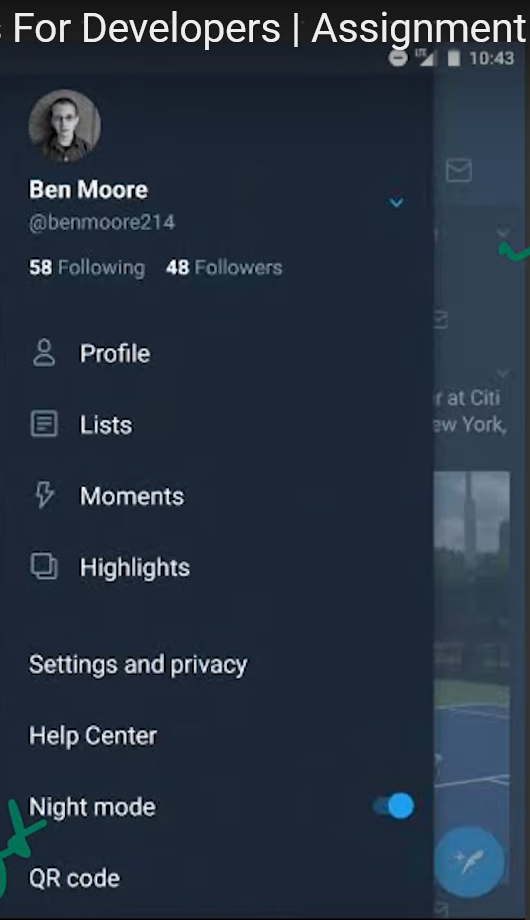 For Developers | Assignment
LTE 10:43
Ben Moore
@benmoore214
58 Following 48 Followers
Profile
r at Citi
Lists
ew York,
Moments
Highlights
Settings and privacy
Help Center
Night mode
QR code